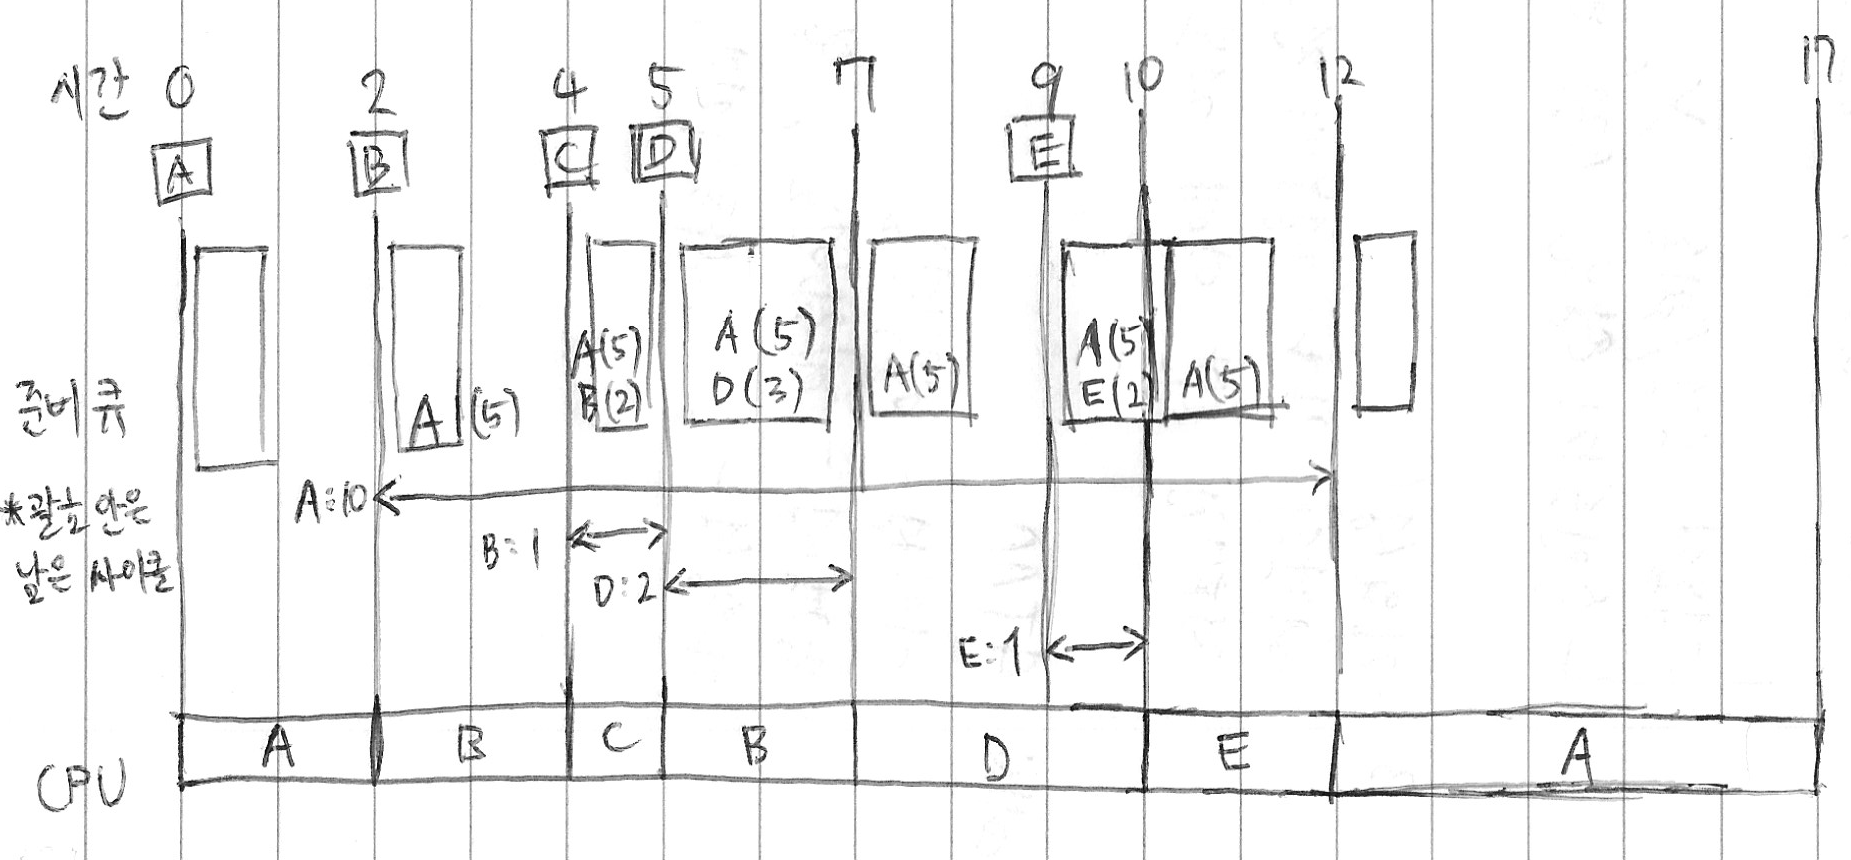 시간 0 2 4 5 7 9 10 12 17
A B C D E
준비 큐
A (5)
A(5)
B(2)
A (5)
D (3)
A(5)
A(5
E(2)
A(5)
*괄호 안은
남은 사이클
A:10
B:1
D:2
E:1
CPU A B C B D E A